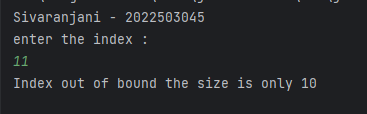 Sivaranjani - 2022503045
enter the index :
11
Index out of bound the size is only 10